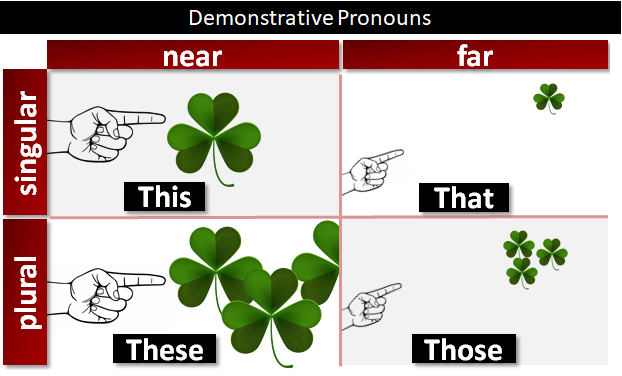 Demonstrative Pronouns
near
far
singular
This
That
plural
These
Those